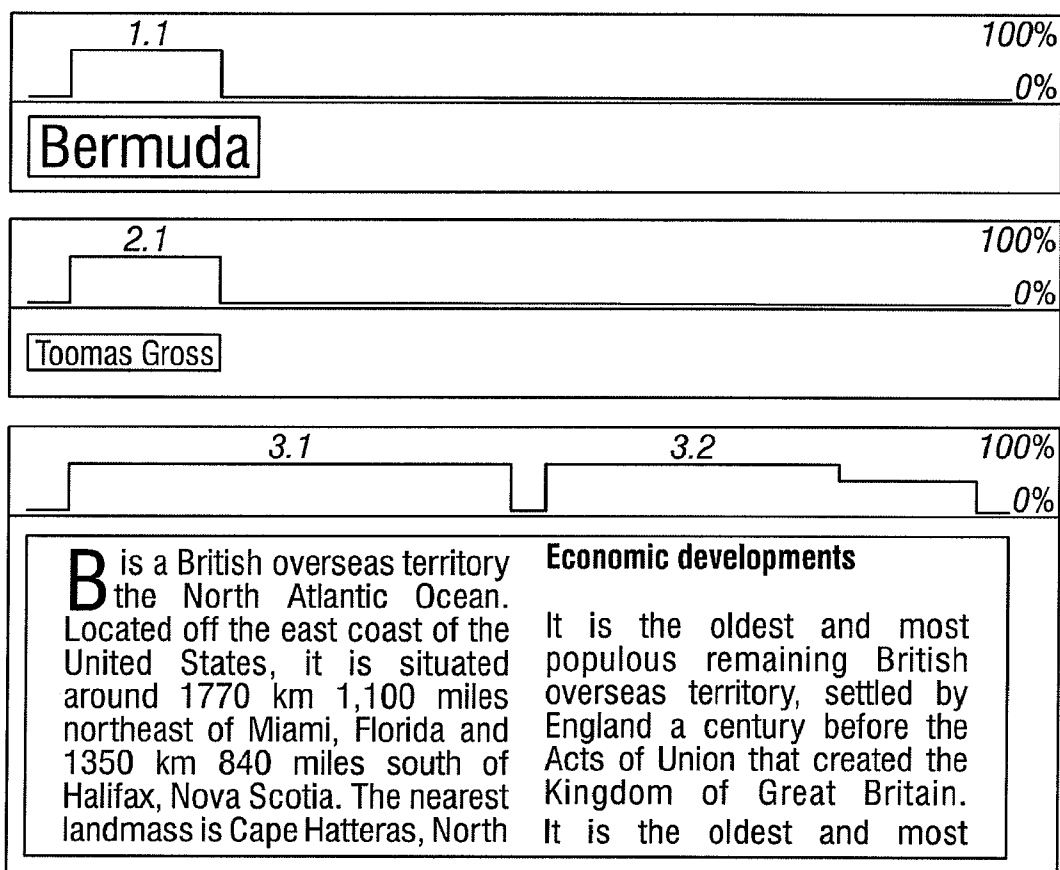 1.1 100%
0%
Bermuda
2.1 100%
0%
Toomas Gross
3.1 3.2 100%
0%
B is a British overseas territory
the North Atlantic Ocean.
Located off the east coast of the
United States, it is situated
around 1770 km 1,100 miles
northeast of Miami, Florida and
1350 km 840 miles south of
Halifax, Nova Scotia. The nearest
landmass is Cape Hatteras, North
Economic developments
It is the oldest and most
populous remaining British
overseas territory, settled by
England a century before the
Acts of Union that created the
Kingdom of Great Britain.
It is the oldest and most